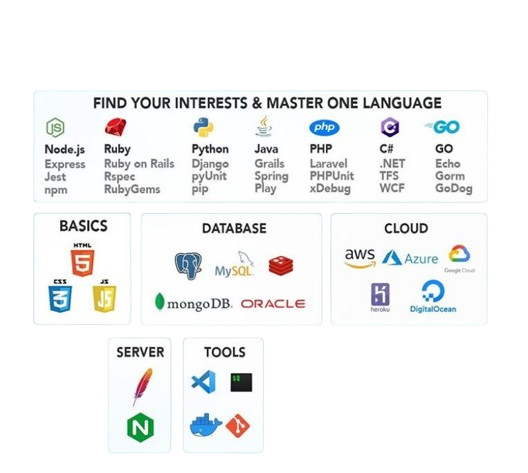 FIND YOUR INTERESTS & MASTER ONE LANGUAGE
JS
php
GO
Node.js Ruby Python Java PHP C# GO
Express Ruby on Rails Django Grails Laravel .NET Echo
Jest Rspec pyUnit Spring PHPUnit TFS Gorm
npm RubyGems pip Play xDebug WCF GoDog
BASICS
HTML
5
CSS
3
JS
DATABASE
MySQL
mongoDB. ORACLE
CLOUD
aws Azure
Google Cloud
heroku
DigitalOcean
SERVER
N
TOOLS